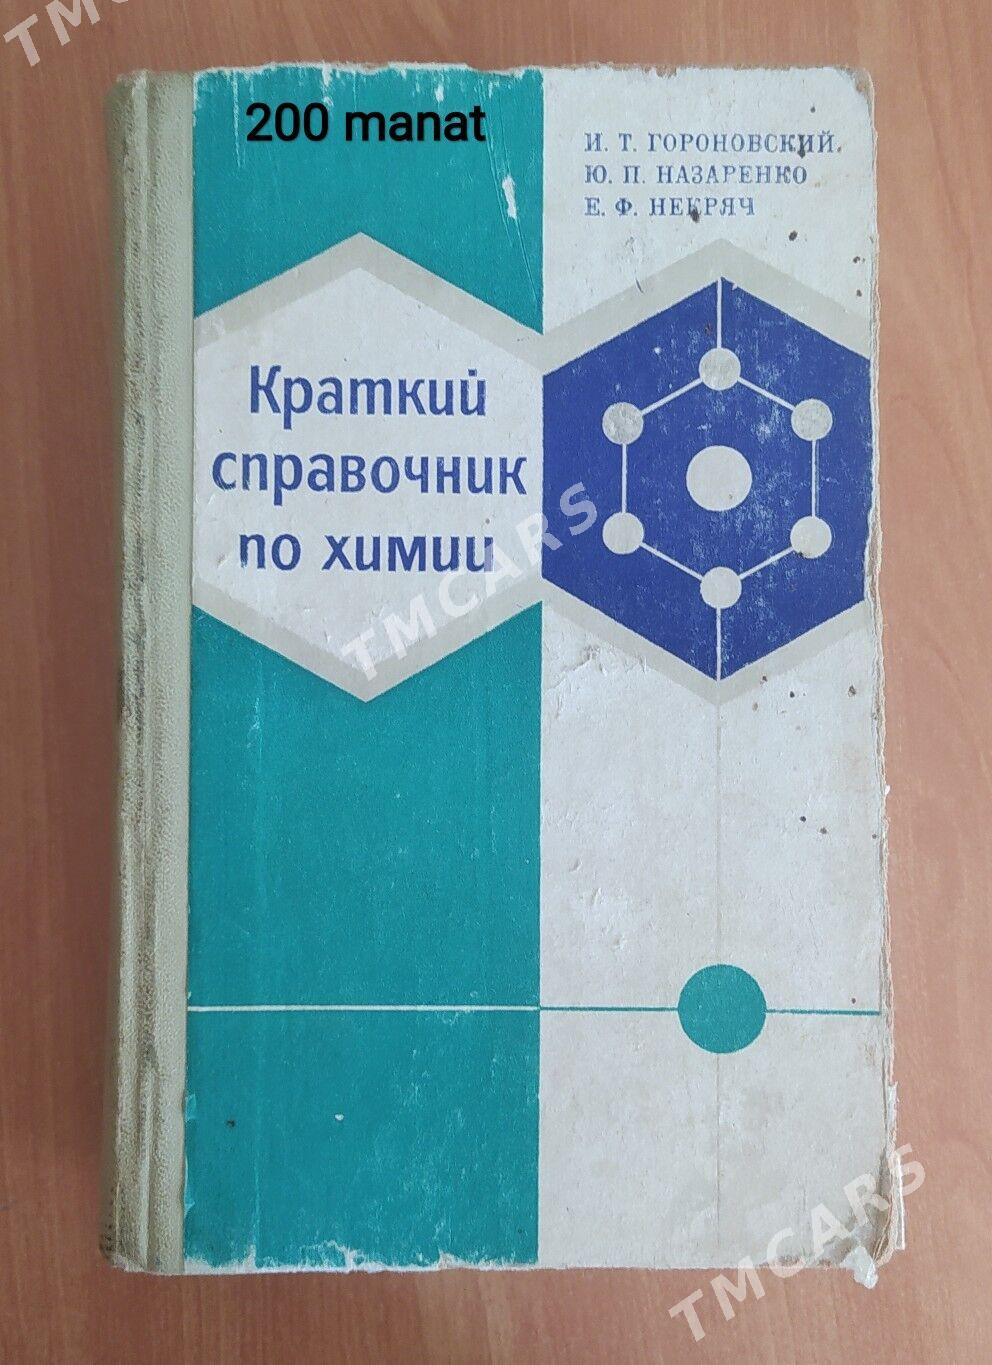 TMCARS
200 manat
И. Т. ГОРОНОВСКИЙ
Ю. П. НАЗАРЕНКО
Е. Ф. НЕКРЯЧ
Краткий
справочник
по химии
TMCARS
TMCARS